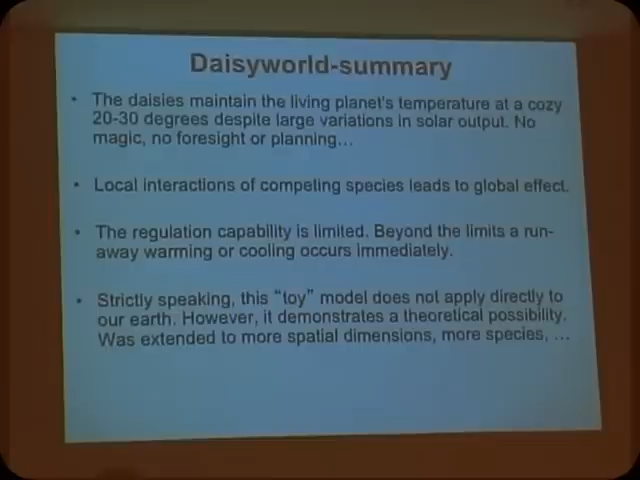 Daisyworld-summary
• The daisies maintain the living planet's temperature at a cozy
20-30 degrees despite large variations in solar output. No
magic, no foresight or planning…
• Local interactions of competing species leads to global effect.
• The regulation capability is limited. Beyond the limits a run-
away warming or cooling occurs immediately.
• Strictly speaking, this “toy” model does not apply directly to
our earth. However, it demonstrates a theoretical possibility.
Was extended to more spatial dimensions, more species, …